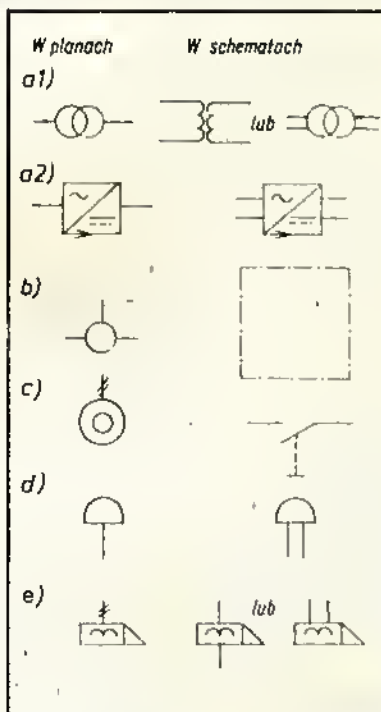 W planach W schematach
a1)
lub
a2)
b)
c)
d)
e)
lub